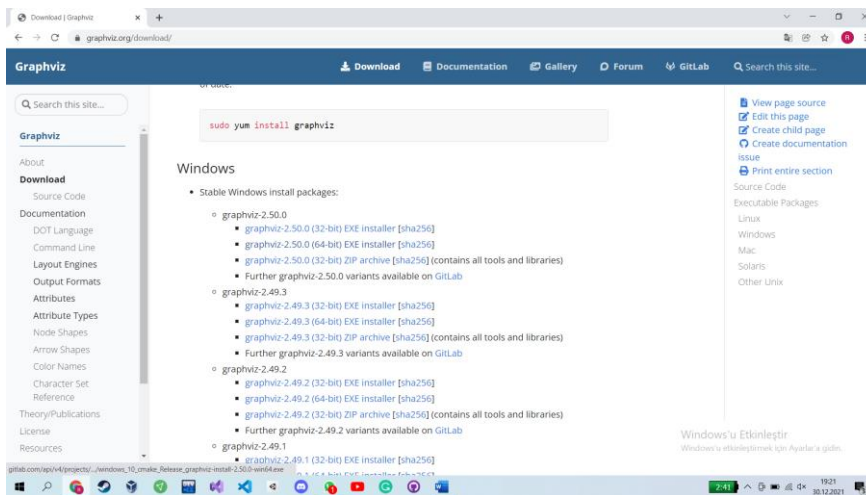 Download | Graphviz
graphviz.org/download/
R
Graphviz
Download
Documentation
Gallery
Forum
GitLab
Search this site...
Search this site...
Graphviz
About
Download
Source Code
Documentation
DOT Language
Command Line
Layout Engines
Output Formats
Attributes
Attribute Types
Node Shapes
Arrow Shapes
Color Names
Character Set
Reference
Theory/Publications
License
Resources
of date.
sudo yum install graphviz
Windows
Stable Windows install packages:
graphviz-2.50.0
graphviz-2.50.0 (32-bit) EXE installer [sha256]
graphviz-2.50.0 (64-bit) EXE installer [sha256]
graphviz-2.50.0 (32-bit) ZIP archive [sha256] (contains all tools and libraries)
Further graphviz-2.50.0 variants available on GitLab
graphviz-2.49.3
graphviz-2.49.3 (32-bit) EXE installer [sha256]
graphviz-2.49.3 (64-bit) EXE installer [sha256]
graphviz-2.49.3 (32-bit) ZIP archive [sha256] (contains all tools and libraries)
Further graphviz-2.49.3 variants available on GitLab
graphviz-2.49.2
graphviz-2.49.2 (32-bit) EXE installer [sha256]
graphviz-2.49.2 (64-bit) EXE installer [sha256]
graphviz-2.49.2 (32-bit) ZIP archive [sha256] (contains all tools and libraries)
Further graphviz-2.49.2 variants available on GitLab
graphviz-2.49.1
graphviz-2.49.1 (32-bit) EXE installer [sha256]
View page source
Edit this page
Create child page
Create documentation
issue
Print entire section
Source Code
Executable Packages
Linux
Windows
Mac
Solaris
Other Unix
Windows'u Etkinleştir
Windows'u etkinleştirmek için Ayarlar'a gidin.
gitlab.com/api/v4/projects/.../windows_10_cmake_Release_graphviz-install-2.50.0-win64.exe
2:41
19:21
30.12.2021